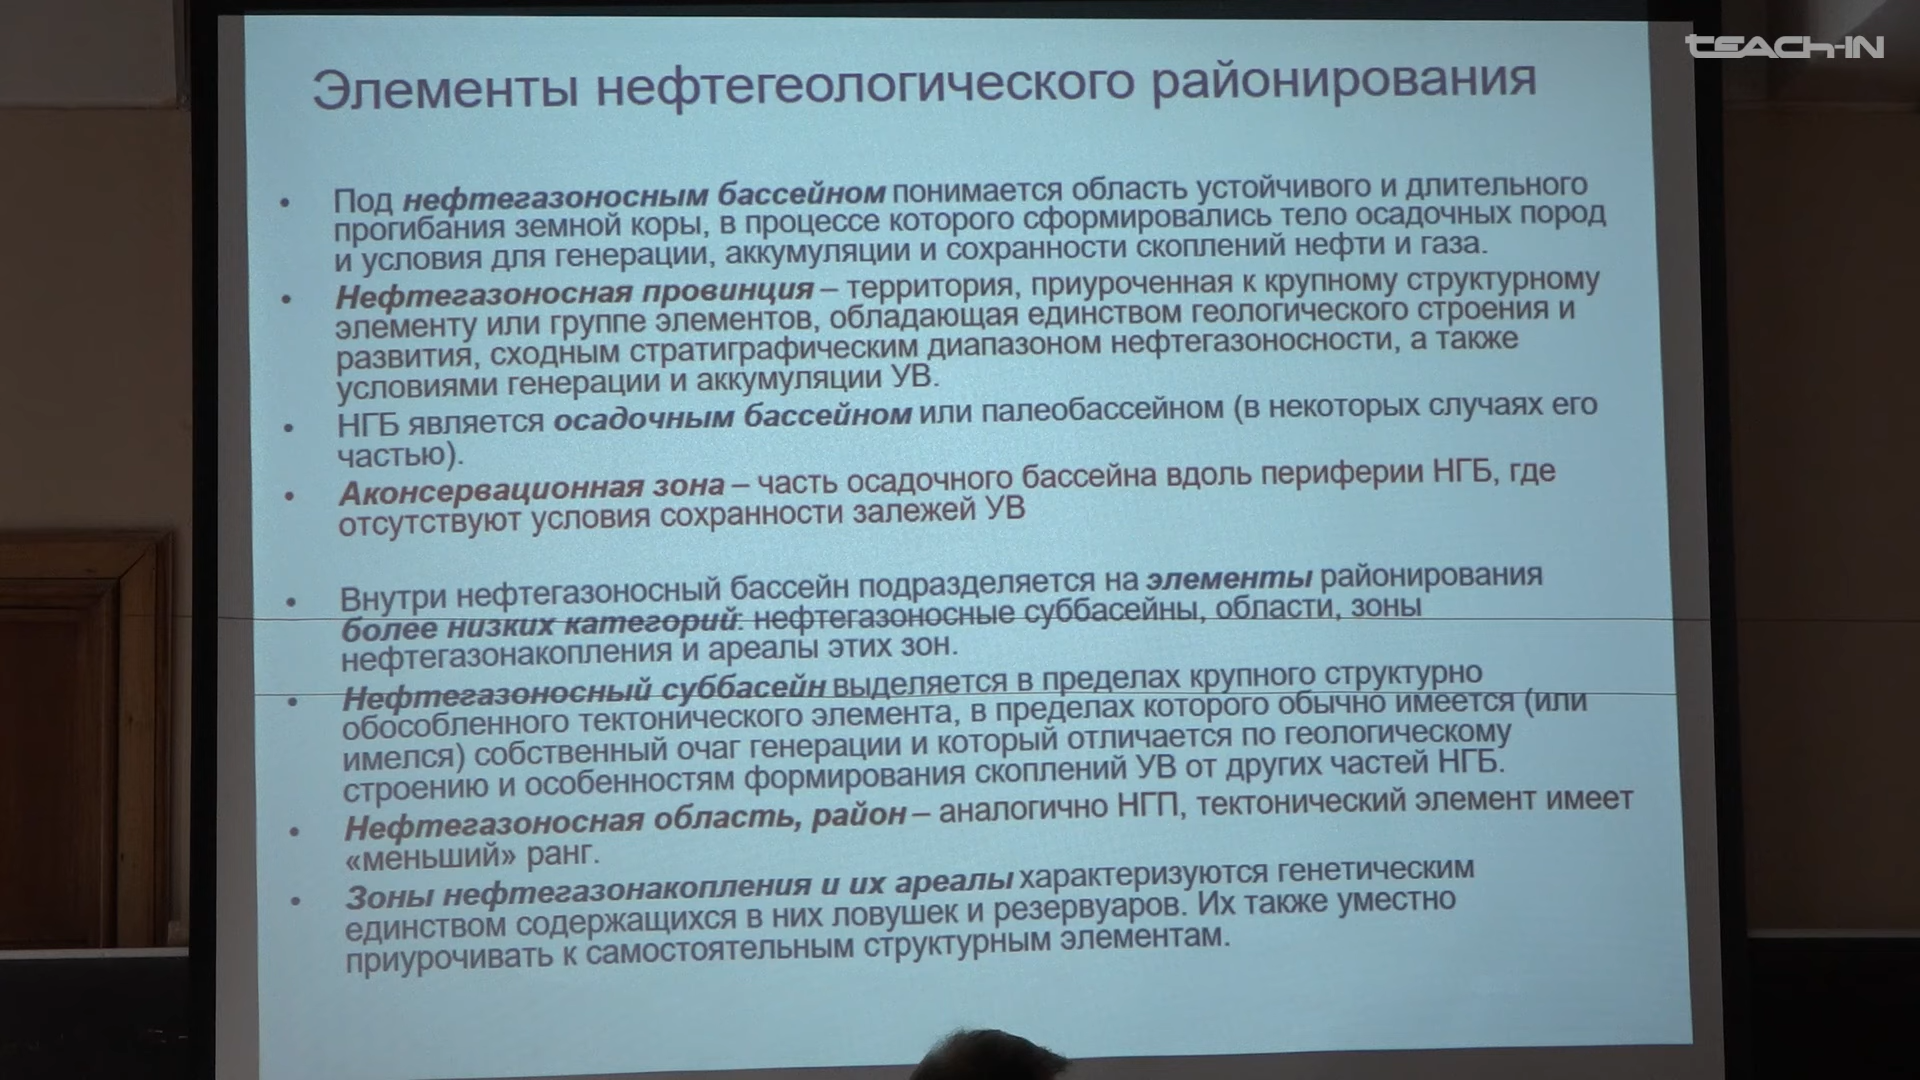 TEACH-IN
Элементы нефтегеологического районирования
• Под нефтегазоносным бассейном понимается область устойчивого и длительного
прогибания земной коры, в процессе которого сформировались тело осадочных пород
и условия для генерации, аккумуляции и сохранности скоплений нефти и газа.
• Нефтегазоносная провинция – территория, приуроченная к крупному структурному
элементу или группе элементов, обладающая единством геологического строения и
развития, сходным стратиграфическим диапазоном нефтегазоносности, а также
условиями генерации и аккумуляции УВ.
• НГБ является осадочным бассейном или палеобассейном (в некоторых случаях его
частью).
• Аконсервационная зона – часть осадочного бассейна вдоль периферии НГБ, где
отсутствуют условия сохранности залежей УВ
• Внутри нефтегазоносный бассейн подразделяется на элементы районирования
более низких категорий: нефтегазоносные суббасейны, области, зоны
нефтегазонакопления и ареалы этих зон.
• Нефтегазоносный суббасейн выделяется в пределах крупного структурно
обособленного тектонического элемента, в пределах которого обычно имеется (или
имелся) собственный очаг генерации и который отличается по геологическому
строению и особенностям формирования скоплений УВ от других частей НГБ.
• Нефтегазоносная область, район – аналогично НГП, тектонический элемент имеет
«меньший» ранг.
• Зоны нефтегазонакопления и их ареалы характеризуются генетическим
единством содержащихся в них ловушек и резервуаров. Их также уместно
приурочивать к самостоятельным структурным элементам.